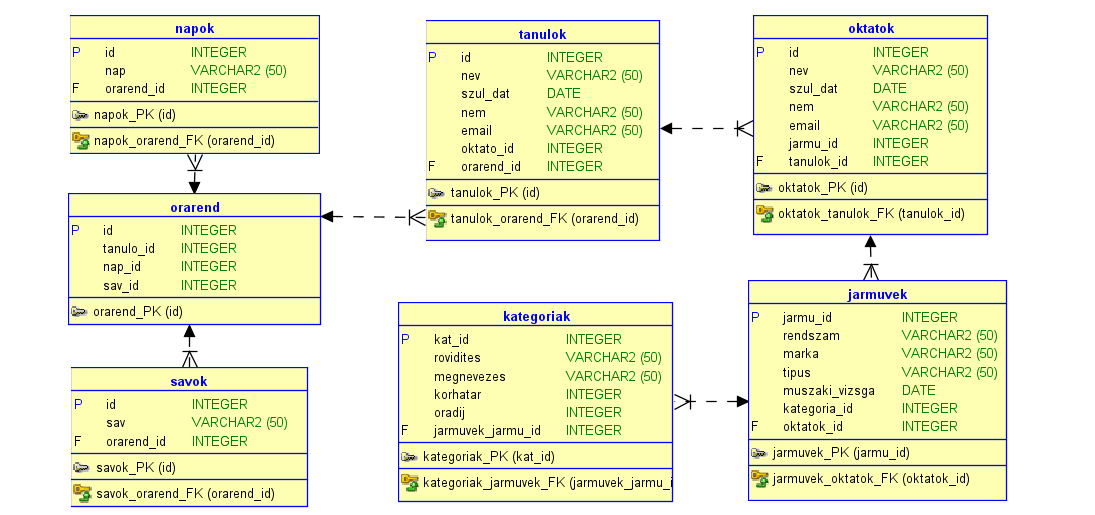 napok
P id INTEGER
nap VARCHAR2 (50)
F orarend_id INTEGER
napok_PK (id)
napok_orarend_FK (orarend_id)
tanulok
P id INTEGER
nev VARCHAR2 (50)
szul_dat DATE
nem VARCHAR2 (50)
email VARCHAR2 (50)
oktato_id INTEGER
F orarend_id INTEGER
tanulok_PK (id)
tanulok_orarend_FK (orarend_id)
oktatok
P id INTEGER
nev VARCHAR2 (50)
szul_dat DATE
nem VARCHAR2 (50)
email VARCHAR2 (50)
jarmu_id INTEGER
F tanulok_id INTEGER
oktatok_PK (id)
oktatok_tanulok_FK (tanulok_id)
orarend
P id INTEGER
tanulo_id INTEGER
nap_id INTEGER
sav_id INTEGER
orarend_PK (id)
savok
P id INTEGER
sav VARCHAR2 (50)
F orarend_id INTEGER
savok_PK (id)
savok_orarend_FK (orarend_id)
kategoriak
P kat_id INTEGER
rovidites VARCHAR2 (50)
megnevezes VARCHAR2 (50)
korhatar INTEGER
oradij INTEGER
F jarmuvek_jarmu_id INTEGER
kategoriak_PK (kat_id)
kategoriak_jarmuvek_FK (jarmuvek_jarmu_i
jarmuvek
P jarmu_id INTEGER
rendszam VARCHAR2 (50)
marka VARCHAR2 (50)
tipus VARCHAR2 (50)
muszaki_vizsga DATE
kategoria_id INTEGER
F oktatok_id INTEGER
jarmuvek_PK (jarmu_id)
jarmuvek_oktatok_FK (oktatok_id)